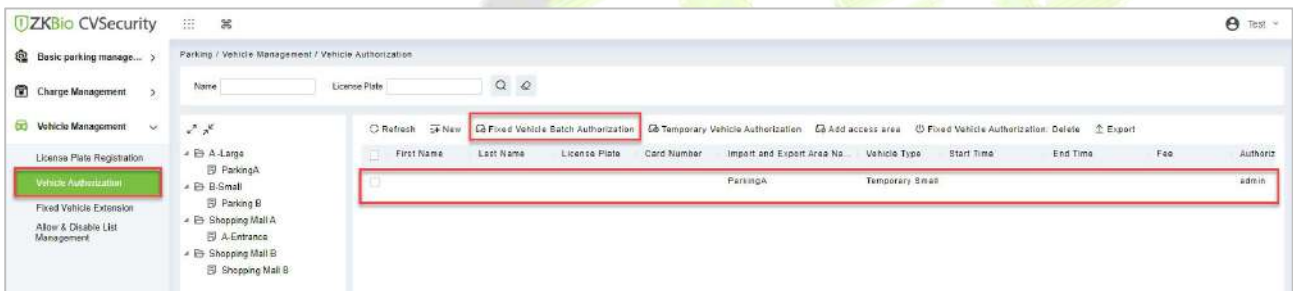 ZKBio CVSecurity
Test
Basic parking manage...
Charge Management
Vehicle Management
License Plate Registration
Vehicle Authorization
Fixed Vehicle Extension
Allow & Disable List
Management
Parking / Vehicle Management / Vehicle Authorization
Name
License Plate
A-Large
ParkingA
B-Small
Parking B
Shopping Mall A
A-Entrance
Shopping Mall B
Shopping Mall B
Refresh New Fixed Vehicle Batch Authorization Temporary Vehicle Authorization Add access area Fixed Vehicle Authorization: Delete Export
First Name Last Name License Plate Card Number Import and Export Area Na... Vehicle Type Start Time End Time Fee Authoriz
ParkingA Temporary Small admin